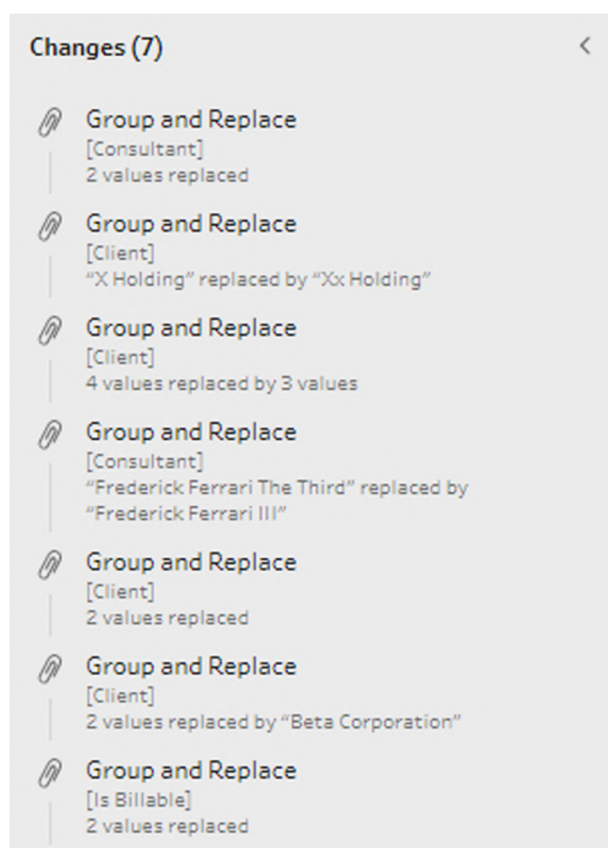 Changes (7)
Group and Replace
[Consultant]
2 values replaced
Group and Replace
[Client]
“X Holding” replaced by “Xx Holding”
Group and Replace
[Client]
4 values replaced by 3 values
Group and Replace
[Consultant]
“Frederick Ferrari The Third” replaced by
“Frederick Ferrari III”
Group and Replace
[Client]
2 values replaced
Group and Replace
[Client]
2 values replaced by “Beta Corporation”
Group and Replace
[Is Billable]
2 values replaced